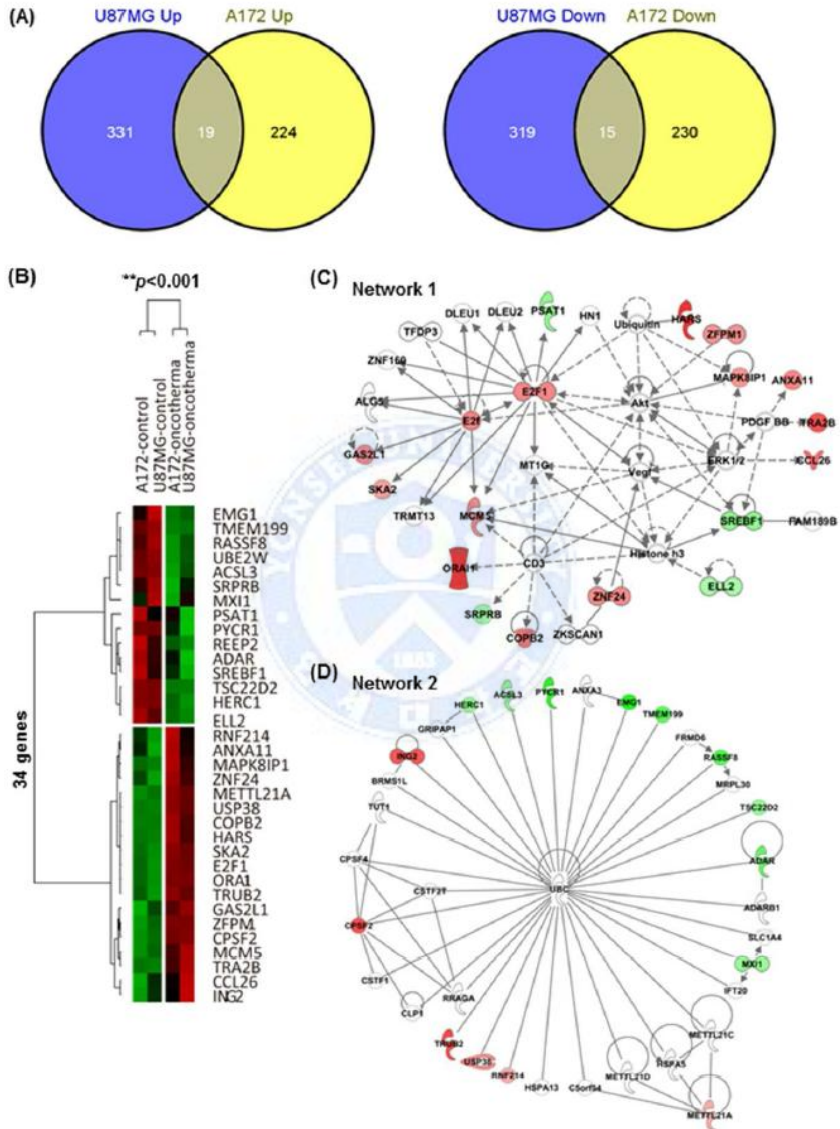 (A)
U87MG Up
A172 Up
U87MG Down
A172 Down
331
19
224
319
15
230
(B)
**p<0.001
A172-control
U87MG-control
A172-oncotherma
U87MG-oncotherma
34 genes
EMG1
TMEM199
RASSF8
UBE2W
ACSL3
SRPRB
MXI1
PSAT1
PYCR1
REEP2
ADAR
SREBF1
TSC22D2
HERC1
ELL2
RNF214
ANXA11
MAPK8IP1
ZNF24
METTL21A
USP38
COPB2
HARS
SKA2
E2F1
ORA1
TRUB2
GAS2L1
ZFPM1
CPSF2
MCM5
TRA2B
CCL26
ING2
(C)
Network 1
DLEU1
DLEU2
PSAT1
HN1
Ubiquitin
HARS
TFDP3
ZFPM1
ZNF160
MAPK8IP1
ANXA11
E2F1
ALG5
Akt
E2f
PDGF BB
TRA2B
GAS2L1
MT1G
Vegf
ERK1/2
CCL26
SKA2
TRMT13
MCM5
SREBF1
FAM189B
ORAI1
CD3
Histone h3
ELL2
SRPRB
ZNF24
COPB2
ZKSCAN1
YONSEI UNIVERSITY
1885
(D)
Network 2
HERC1
ACSL3
PYCR1
ANXA3
EMG1
TMEM199
GRIPAP1
FRMD6
ING2
RASSF8
BRMS1L
MRPL30
TUT1
TSC22D2
CPSF4
UBC
ADAR
CSTF2T
ADARB1
CPSF2
SLC1A4
MXI1
CSTF1
RRAGA
IFT20
CLP1
METTL21C
TRUB2
USP38
RNF214
HSPA13
C5orf54
METTL21D
HSPA5
METTL21A